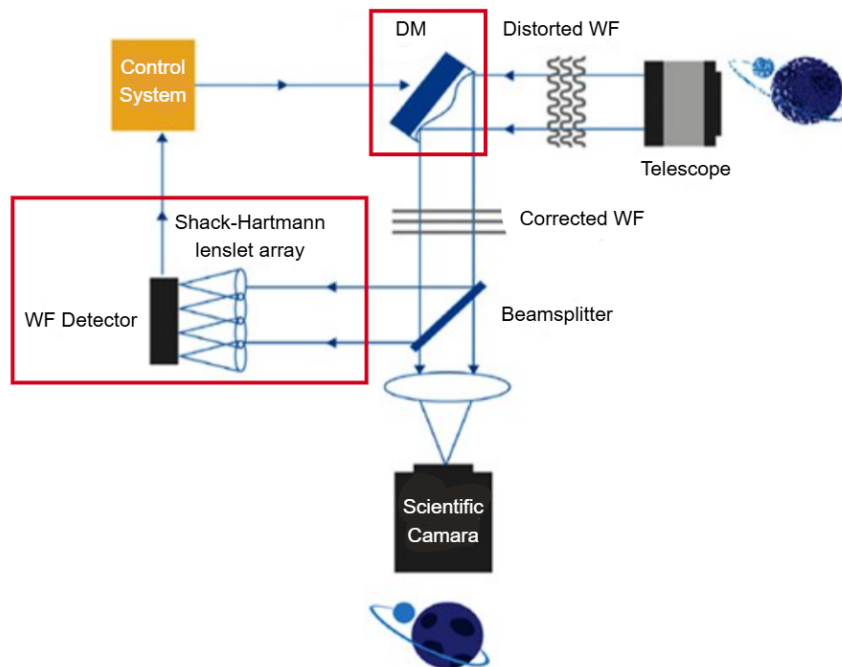 DM
Distorted WF
Control
System
Telescope
Shack-Hartmann
lenslet array
Corrected WF
WF Detector
Beamsplitter
Scientific
Camara